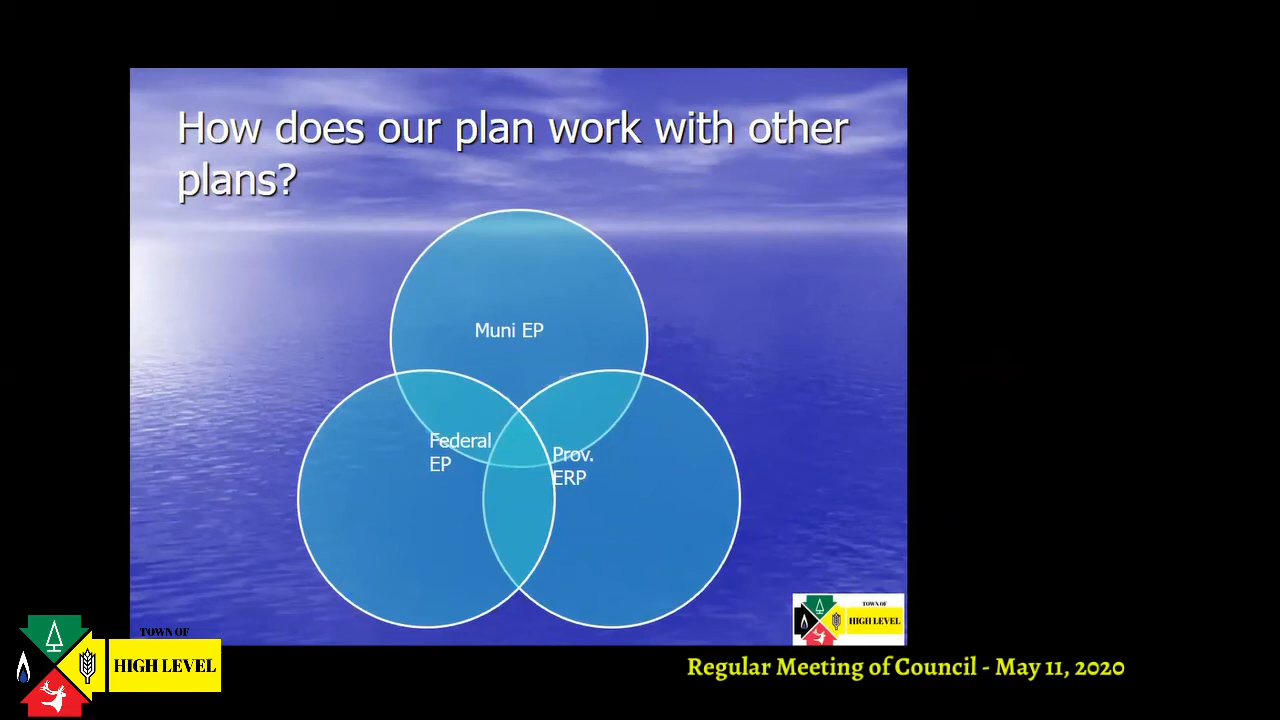 How does our plan work with other
plans?
Muni EP
Federal
EP
Prov.
ERP
TOWN OF
HIGH LEVEL
TOWN OF
HIGH LEVEL
Regular Meeting of Council - May 11, 2020